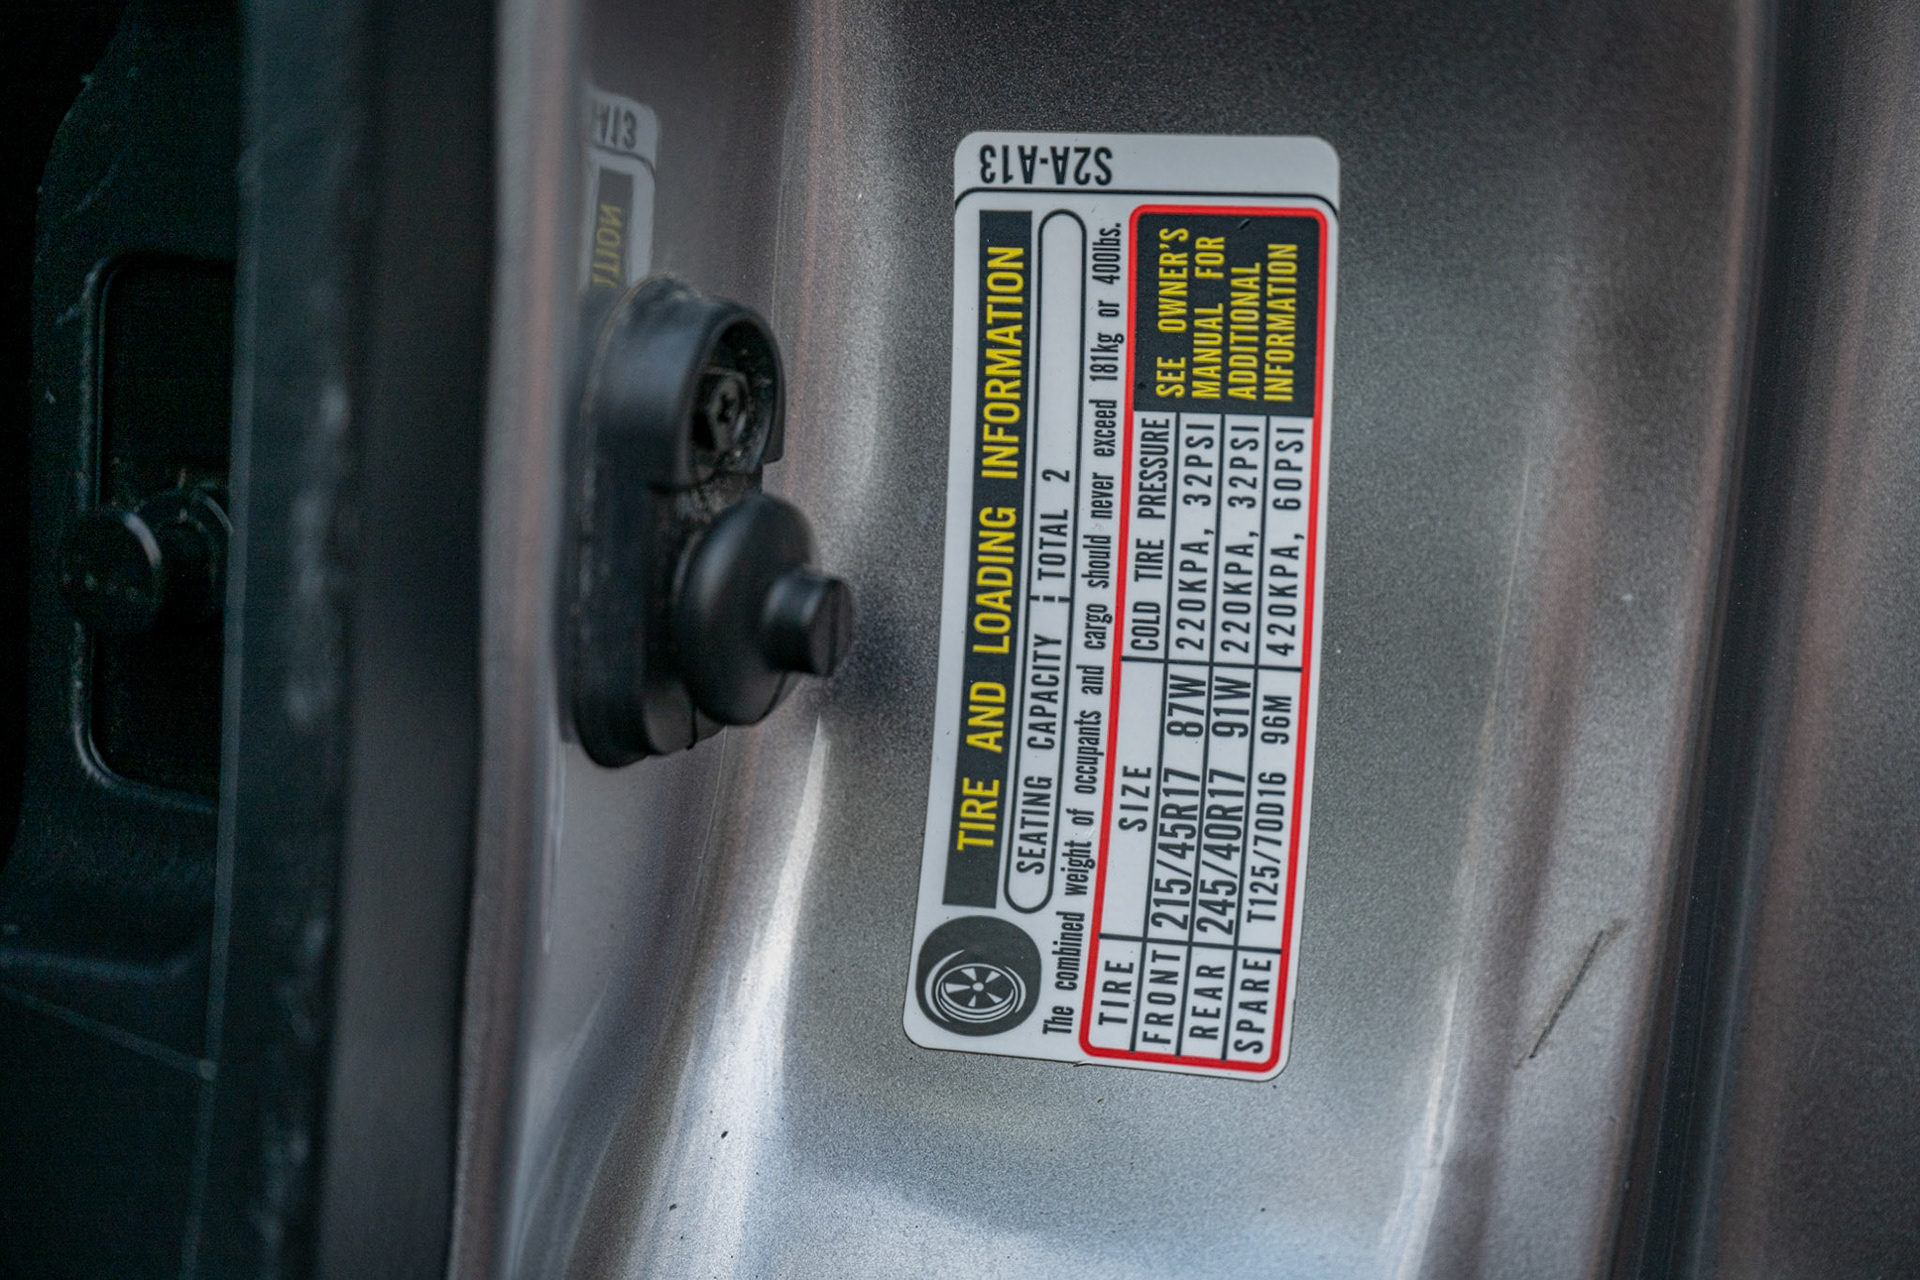 S2A-A13
TIRE AND LOADING INFORMATION
SEATING CAPACITY ¦ TOTAL 2
The combined weight of occupants and cargo should never exceed 181kg or 400lbs.
TIRE SIZE COLD TIRE PRESSURE
FRONT 215/45R17 87W 220KPA, 32PSI
REAR 245/40R17 91W 220KPA, 32PSI
SPARE T125/70D16 96M 420KPA, 60PSI
SEE OWNER'S
MANUAL FOR
ADDITIONAL
INFORMATION